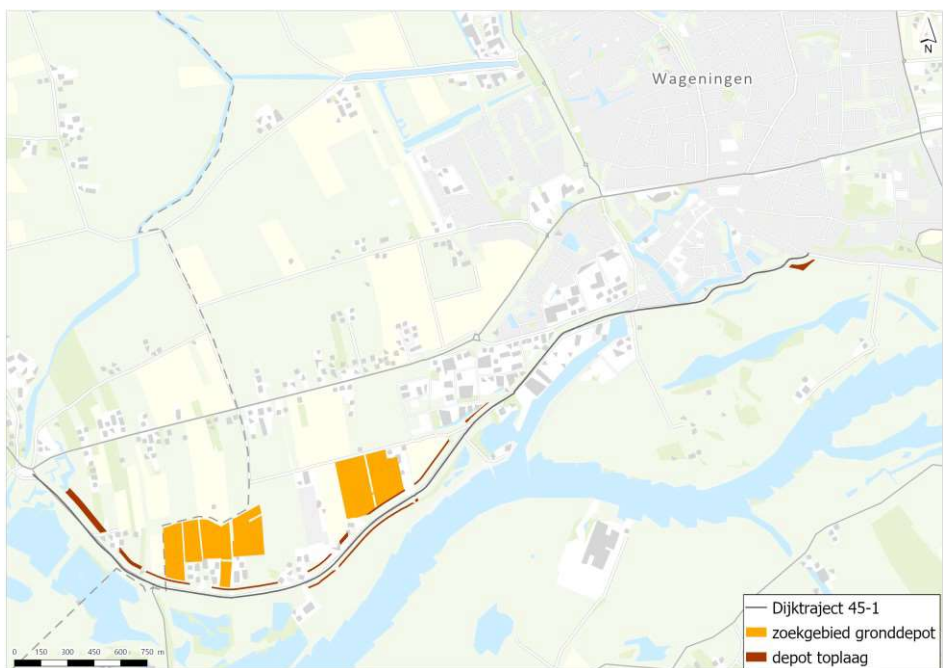 N
Wageningen
Dijktraject 45-1
zoekgebied gronddepot
depot toplaag
0 150 300 450 600 750 m